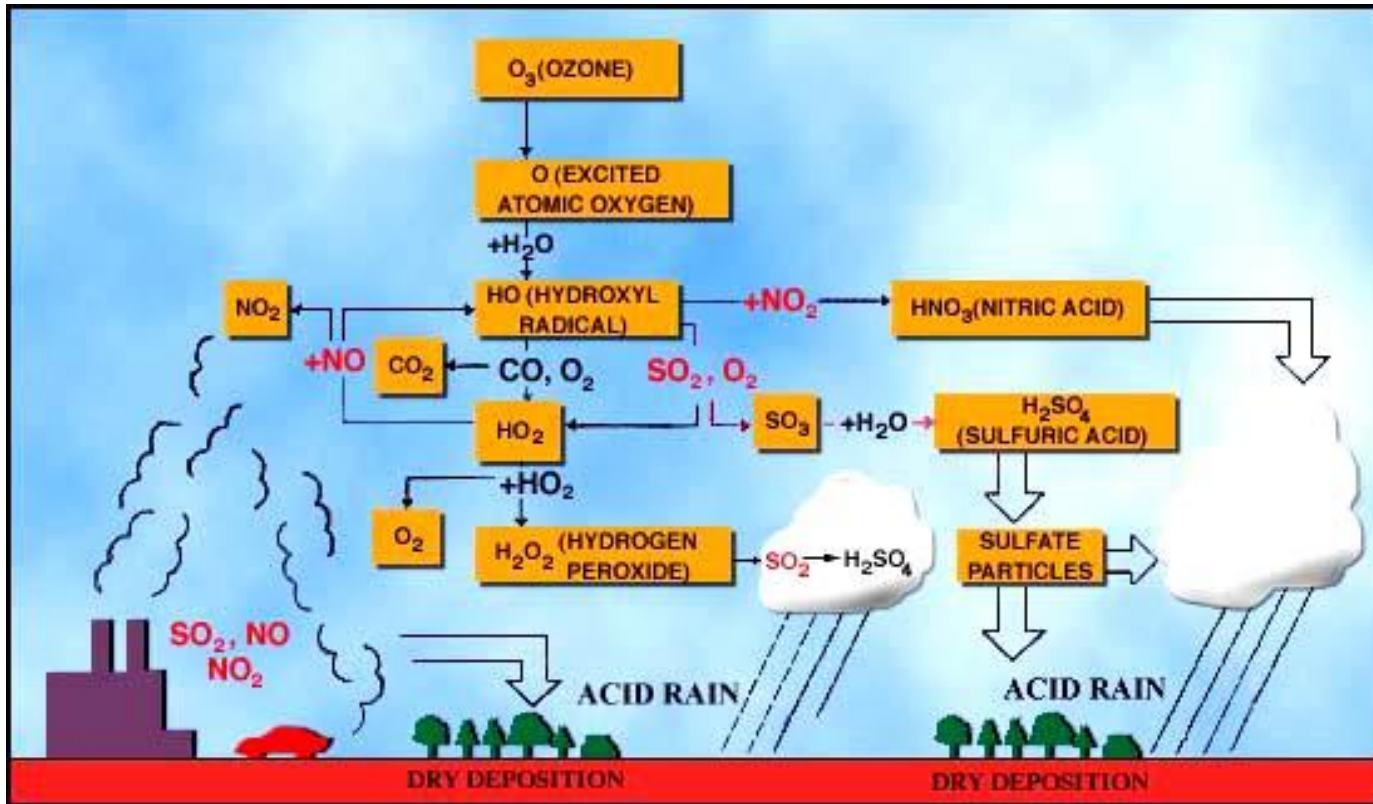 O₃(OZONE)
O (EXCITED
ATOMIC OXYGEN)
+H₂O
NO₂
HO (HYDROXYL
RADICAL)
+NO₂
HNO₃(NITRIC ACID)
+NO
CO₂
CO, O₂
SO₂, O₂
HO₂
SO₃
+H₂O
H₂SO₄
(SULFURIC ACID)
+HO₂
O₂
H₂O₂ (HYDROGEN
PEROXIDE)
SO₂
H₂SO₄
SULFATE
PARTICLES
SO₂, NO
NO₂
ACID RAIN
ACID RAIN
DRY DEPOSITION
DRY DEPOSITION